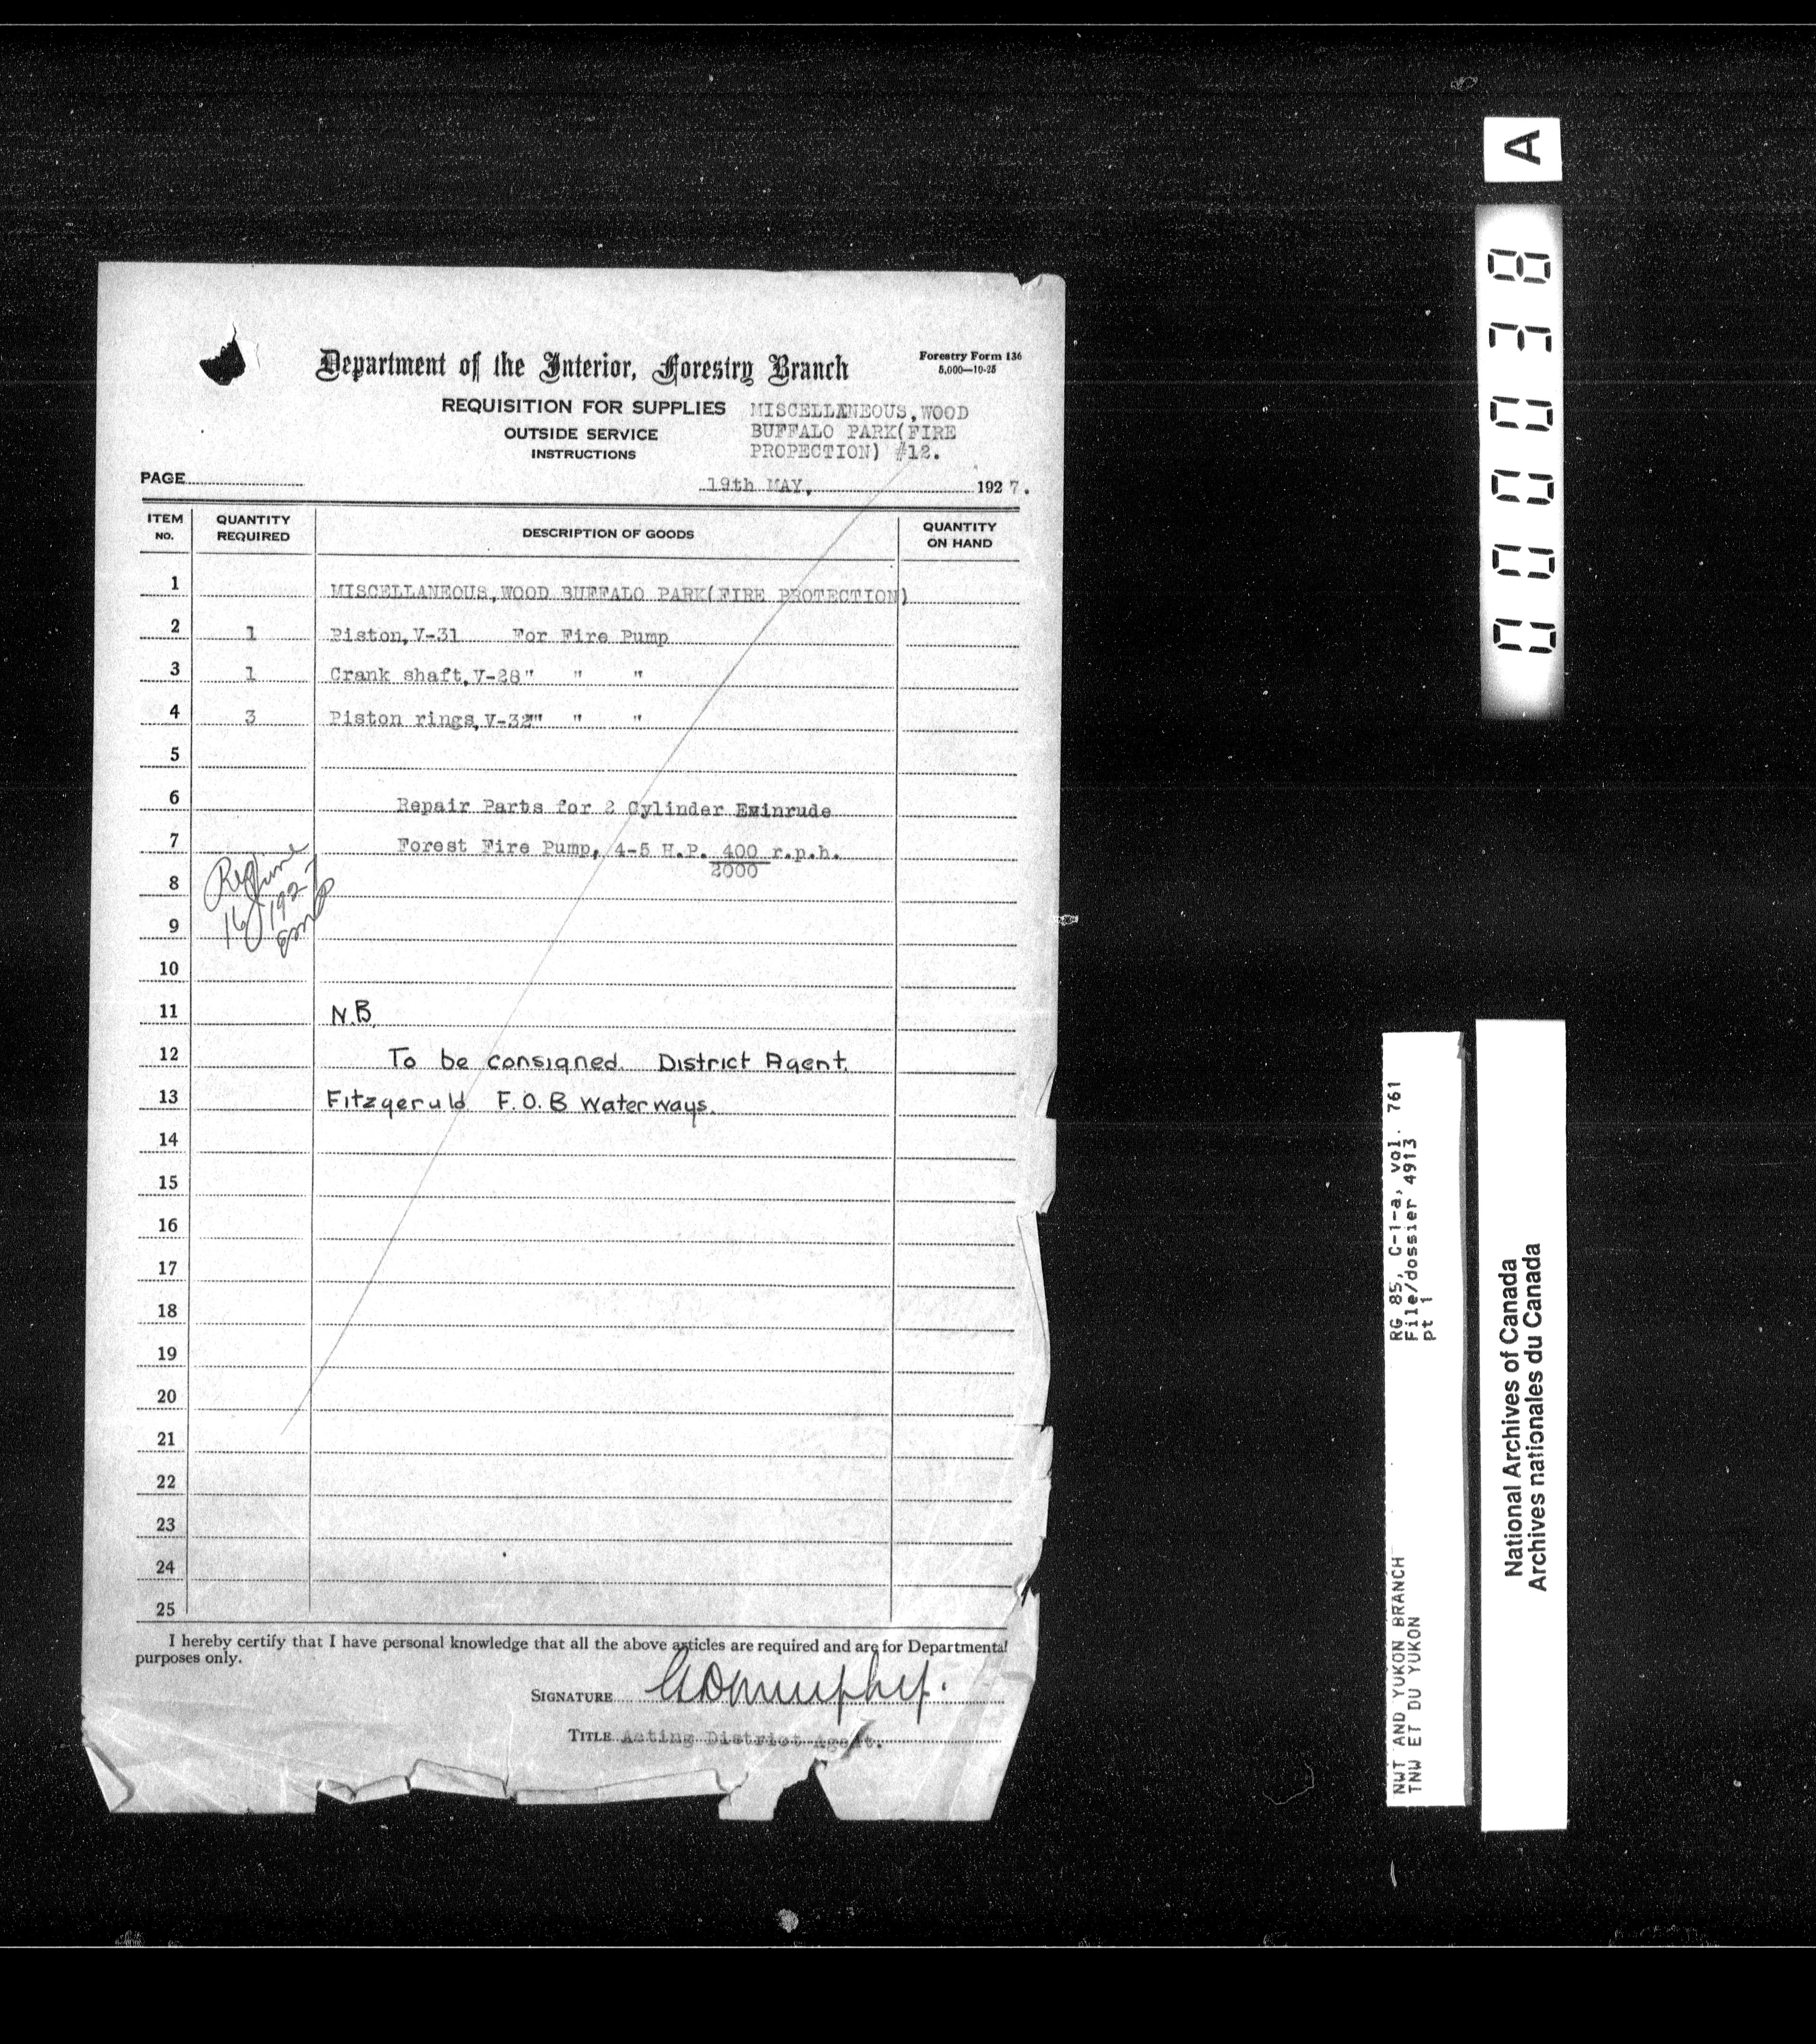 Department of the Interior, Forestry Branch
Forestry Form 136
5,000—10-25
REQUISITION FOR SUPPLIES
OUTSIDE SERVICE
INSTRUCTIONS
MISCELLANEOUS,WOOD
BUFFALO PARK(FIRE
PROPECTION) #12.
PAGE
19th MAY, 1927.
ITEM NO. QUANTITY REQUIRED DESCRIPTION OF GOODS QUANTITY ON HAND
1 MISCELLANEOUS,WOOD BUFFALO PARK(FIRE PROTECTION)
2 1 Piston,V-31 For Fire Pump
3 1 Crank shaft,V-28" " "
4 3 Piston rings,V-32" " "
5
6 Repair Parts for 2 Cylinder Evinrude
7 Forest Fire Pump, 4-5 H.P. 400 r.p.h.
2000
8
Req
16 June
1927
9
10
11 N.B.
12 To be consigned. District Agent.
13 Fitzgerald F.O.B Waterways.
14
15
16
17
18
19
20
21
22
23
24
25
I hereby certify that I have personal knowledge that all the above articles are required and are for Departmental
purposes only.
SIGNATURE GDMurphy.
TITLE Acting District Agent.
A
000038
RG 85, C-1-a, vol. 761
File/dossier 4913
pt 1
NWT AND YUKON BRANCH
TNW ET DU YUKON
National Archives of Canada
Archives nationales du Canada